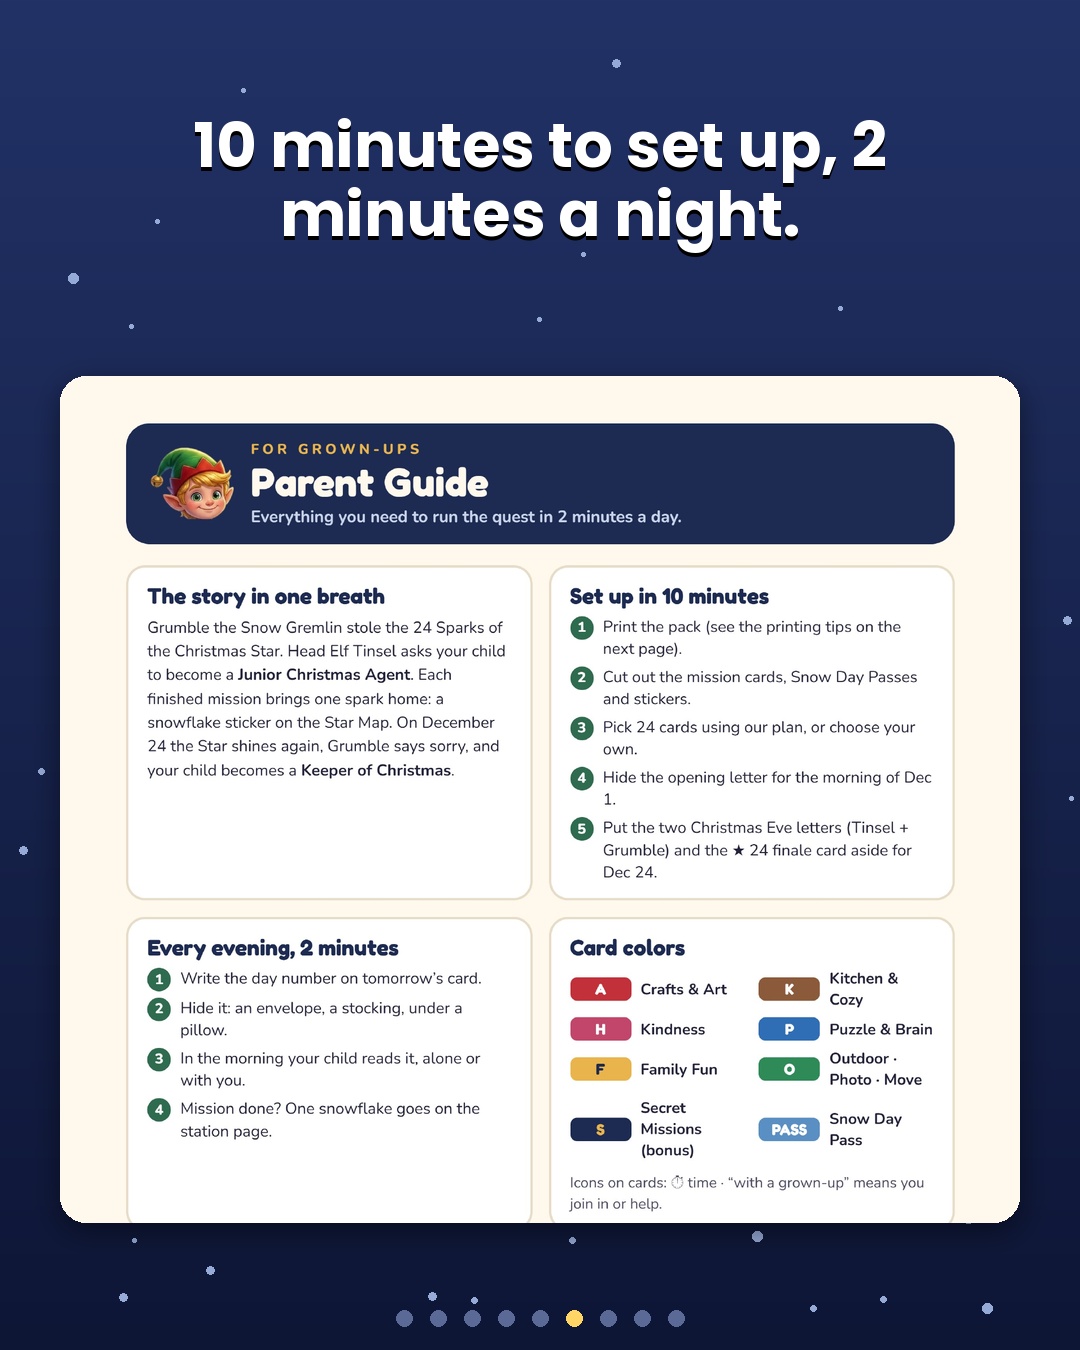 10 minutes to set up, 2
minutes a night.
FOR GROWN-UPS
Parent Guide
Everything you need to run the quest in 2 minutes a day.
The story in one breath
Grumble the Snow Gremlin stole the 24 Sparks of
the Christmas Star. Head Elf Tinsel asks your child
to become a Junior Christmas Agent. Each
finished mission brings one spark home: a
snowflake sticker on the Star Map. On December
24 the Star shines again, Grumble says sorry, and
your child becomes a Keeper of Christmas.
Set up in 10 minutes
1 Print the pack (see the printing tips on the
next page).
2 Cut out the mission cards, Snow Day Passes
and stickers.
3 Pick 24 cards using our plan, or choose your
own.
4 Hide the opening letter for the morning of Dec
1.
5 Put the two Christmas Eve letters (Tinsel +
Grumble) and the ★ 24 finale card aside for
Dec 24.
Every evening, 2 minutes
1 Write the day number on tomorrow’s card.
2 Hide it: an envelope, a stocking, under a
pillow.
3 In the morning your child reads it, alone or
with you.
4 Mission done? One snowflake goes on the
station page.
Card colors
A Crafts & Art
K Kitchen &
Cozy
H Kindness
P Puzzle & Brain
F Family Fun
O Outdoor ·
Photo · Move
S Secret
Missions
(bonus)
PASS Snow Day
Pass
Icons on cards: ⏱ time · “with a grown-up” means you
join in or help.